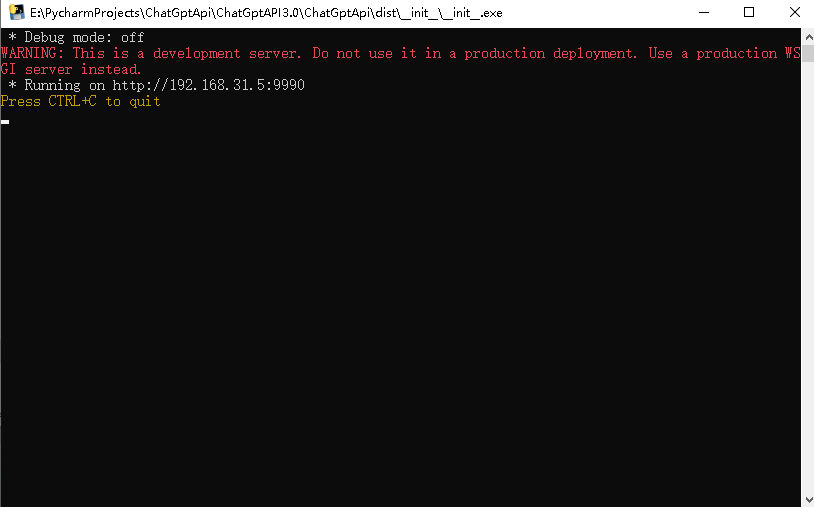 E:\PycharmProjects\ChatGptApi\ChatGptAPI3.0\ChatGptApi\dist\__init__\__init__.exe
* Debug mode: off
WARNING: This is a development server. Do not use it in a production deployment. Use a production WS
GI server instead.
* Running on http://192.168.31.5:9990
Press CTRL+C to quit